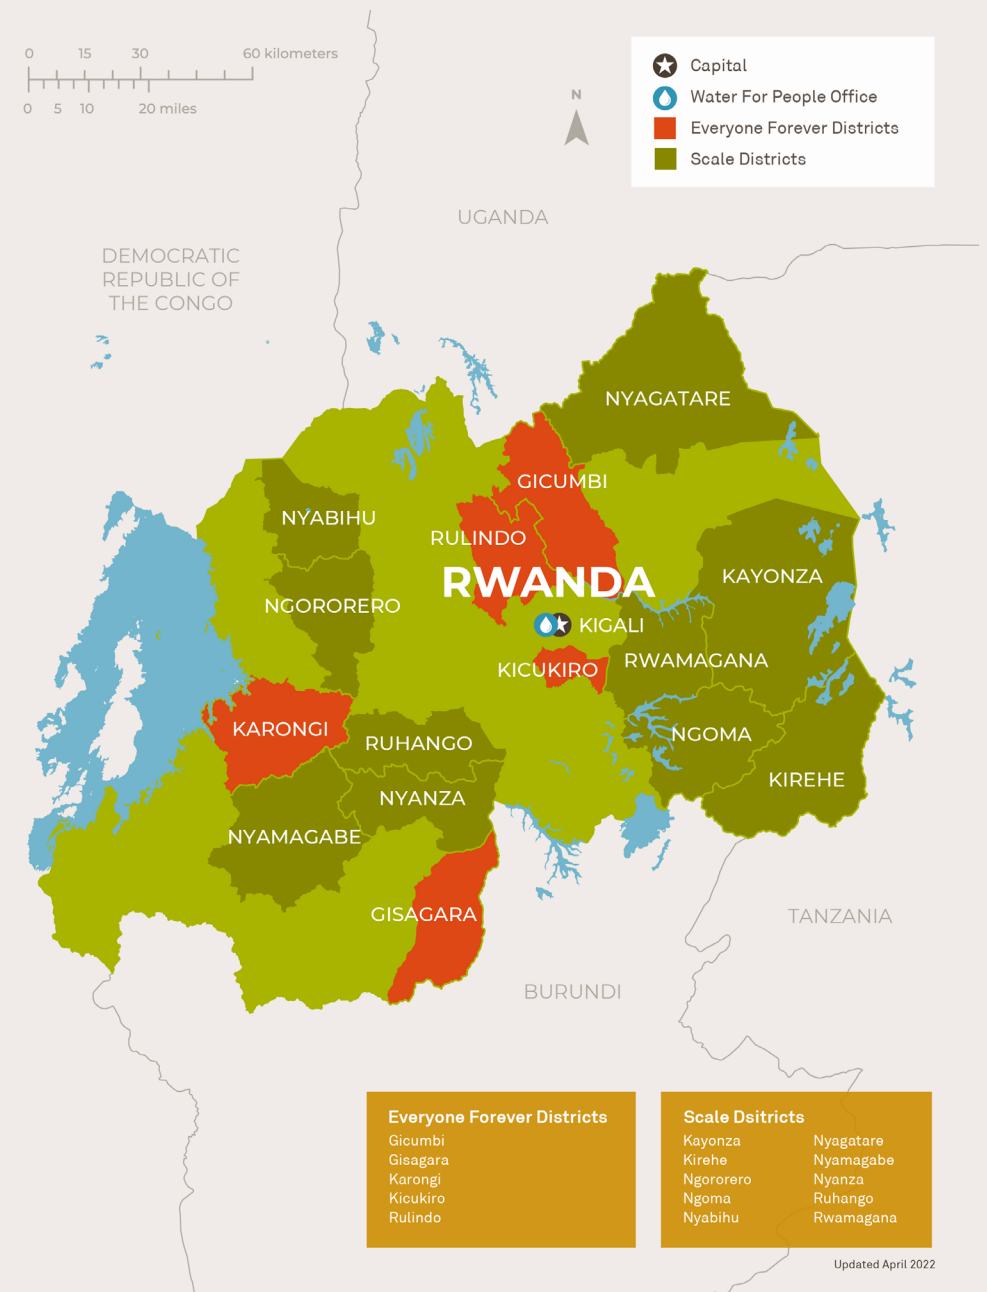 0 15 30 60 kilometers
0 5 10 20 miles
N
Capital
Water For People Office
Everyone Forever Districts
Scale Districts
UGANDA
DEMOCRATIC
REPUBLIC OF
THE CONGO
NYAGATARE
GICUMBI
NYABIHU
RULINDO
RWANDA
KAYONZA
NGORORERO
KIGALI
KICUKIRO
RWAMAGANA
KARONGI
RUHANGO
NGOMA
NYANZA
KIREHE
NYAMAGABE
GISAGARA
TANZANIA
BURUNDI
Everyone Forever Districts
Gicumbi
Gisagara
Karongi
Kicukiro
Rulindo
Scale Dsitricts
Kayonza
Kirehe
Ngororero
Ngoma
Nyabihu
Nyagatare
Nyamagabe
Nyanza
Ruhango
Rwamagana
Updated April 2022